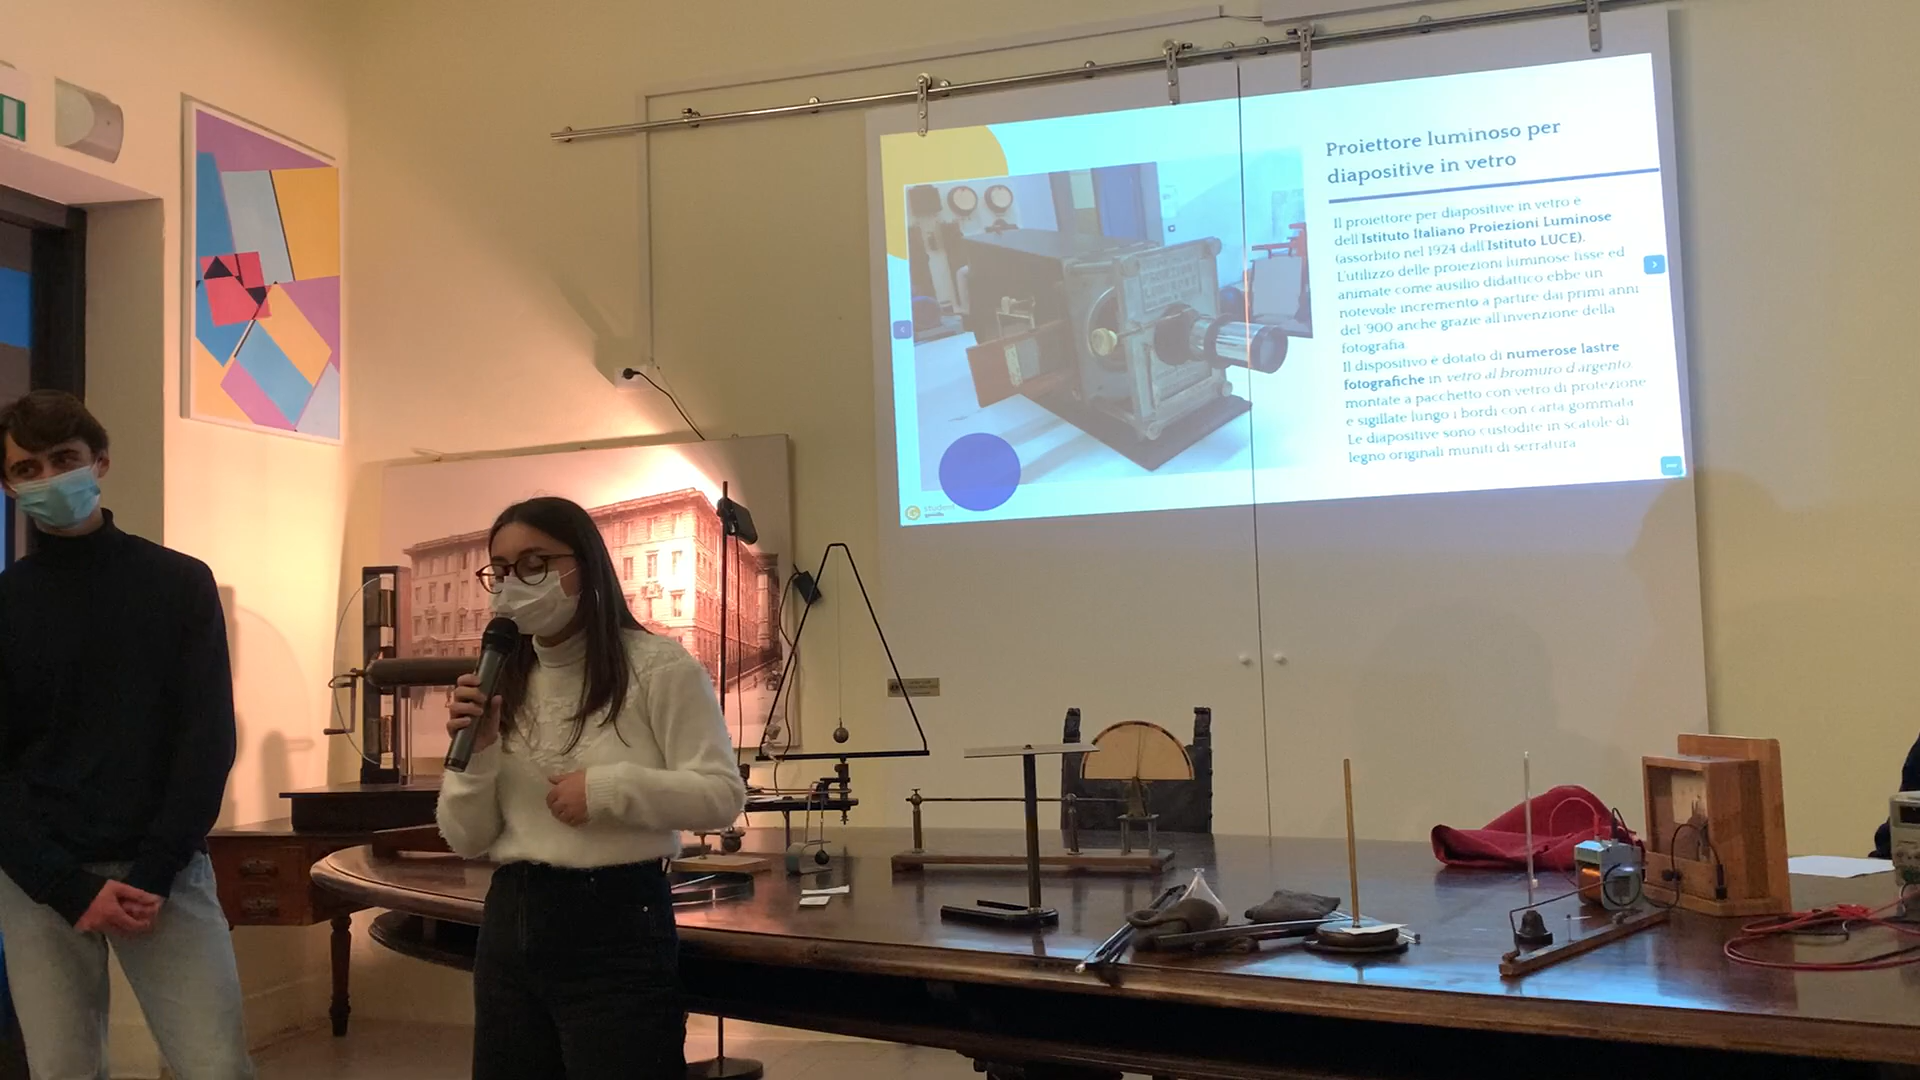 Proiettore luminoso per
diapositive in vetro
Il proiettore per diapositive in vetro è
dell'Istituto Italiano Proiezioni Luminose
(assorbito nel 1924 dall'Istituto LUCE).
L'utilizzo delle proiezioni luminose fisse ed
animate come ausilio didattico ebbe un
notevole incremento a partire dai primi anni
del '900 anche grazie all'invenzione della
fotografia.
Il dispositivo è dotato di numerose lastre
fotografiche in vetro al bromuro d'argento
montate a pacchetto con vetro di protezione
e sigillate lungo i bordi con carta gommata.
Le diapositive sono custodite in scatole di
legno originali muniti di serratura.
student